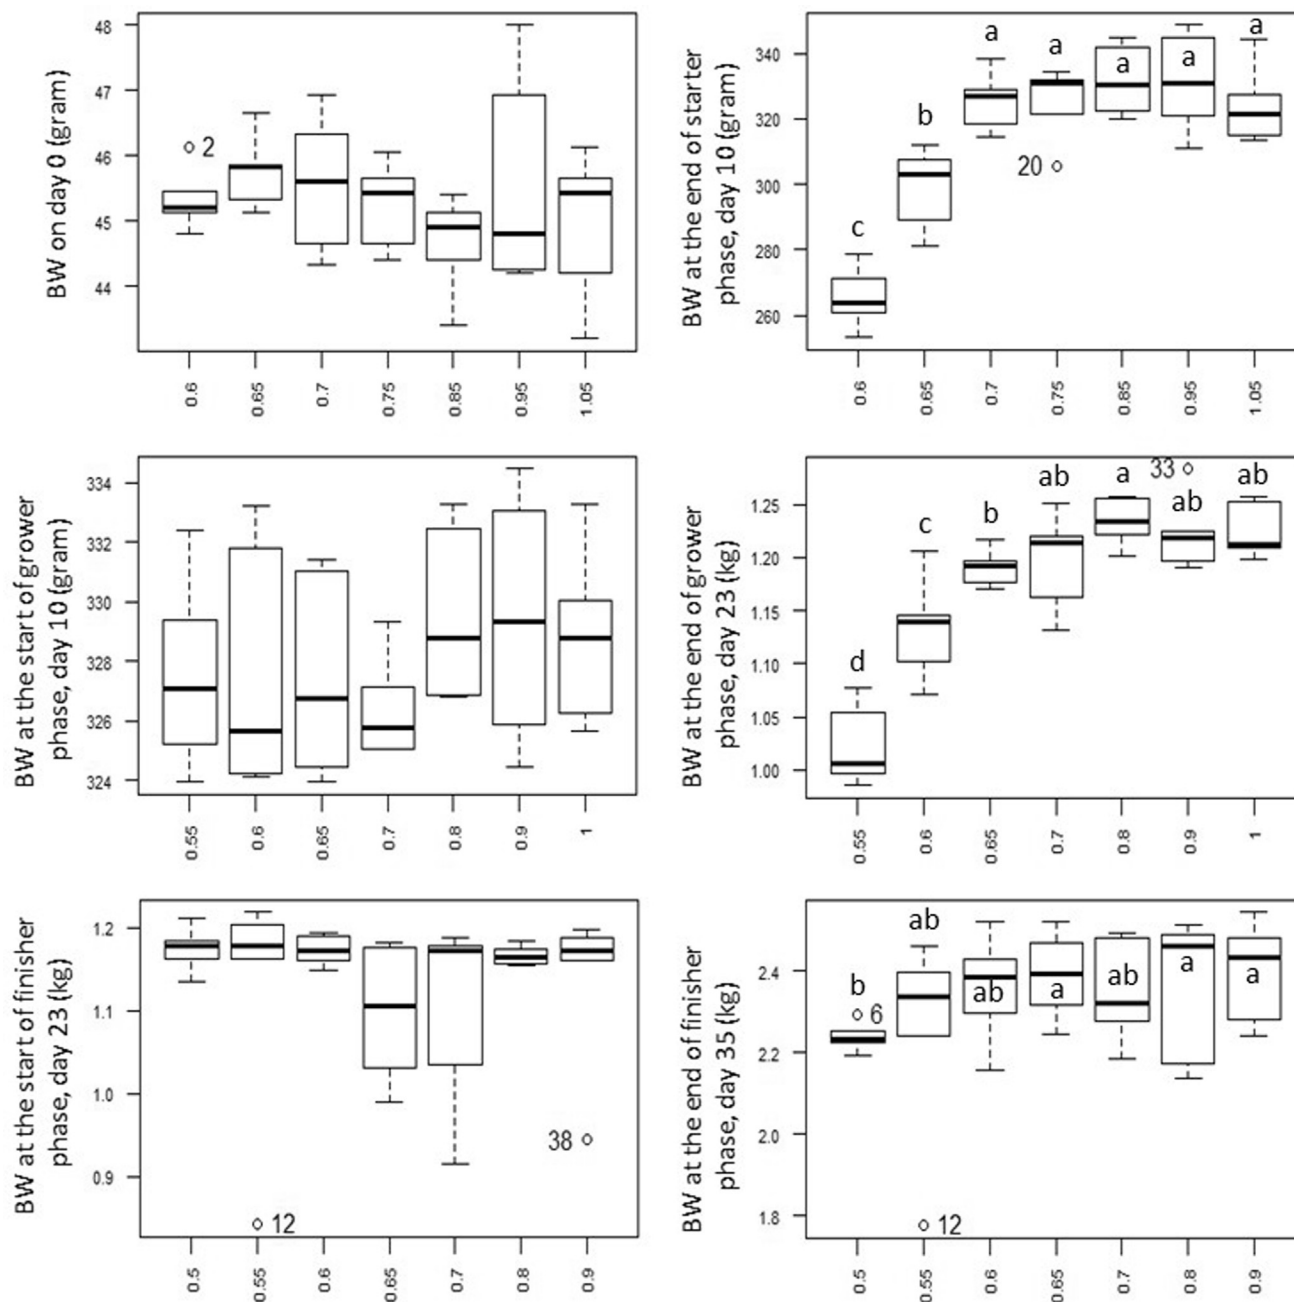 BW on day 0 (gram)
48
47
46
45
44
2
0.6
0.65
0.7
0.75
0.85
0.95
1.05
BW at the end of starter
phase, day 10 (gram)
340
320
300
280
260
c
b
a
a
a
a
a
20
0.6
0.65
0.7
0.75
0.85
0.95
1.05
BW at the start of grower
phase, day 10 (gram)
334
332
330
328
326
324
0.55
0.6
0.65
0.7
0.8
0.9
1
BW at the end of grower
phase, day 23 (kg)
1.25
1.20
1.15
1.10
1.05
1.00
d
c
b
ab
a
33
ab
ab
0.55
0.6
0.65
0.7
0.8
0.9
1
BW at the start of finisher
phase, day 23 (kg)
1.2
1.1
1.0
0.9
12
38
0.5
0.55
0.6
0.65
0.7
0.8
0.9
BW at the end of finisher
phase, day 35 (kg)
2.4
2.2
2.0
1.8
b
6
ab
12
ab
a
ab
a
a
0.5
0.55
0.6
0.65
0.7
0.8
0.9